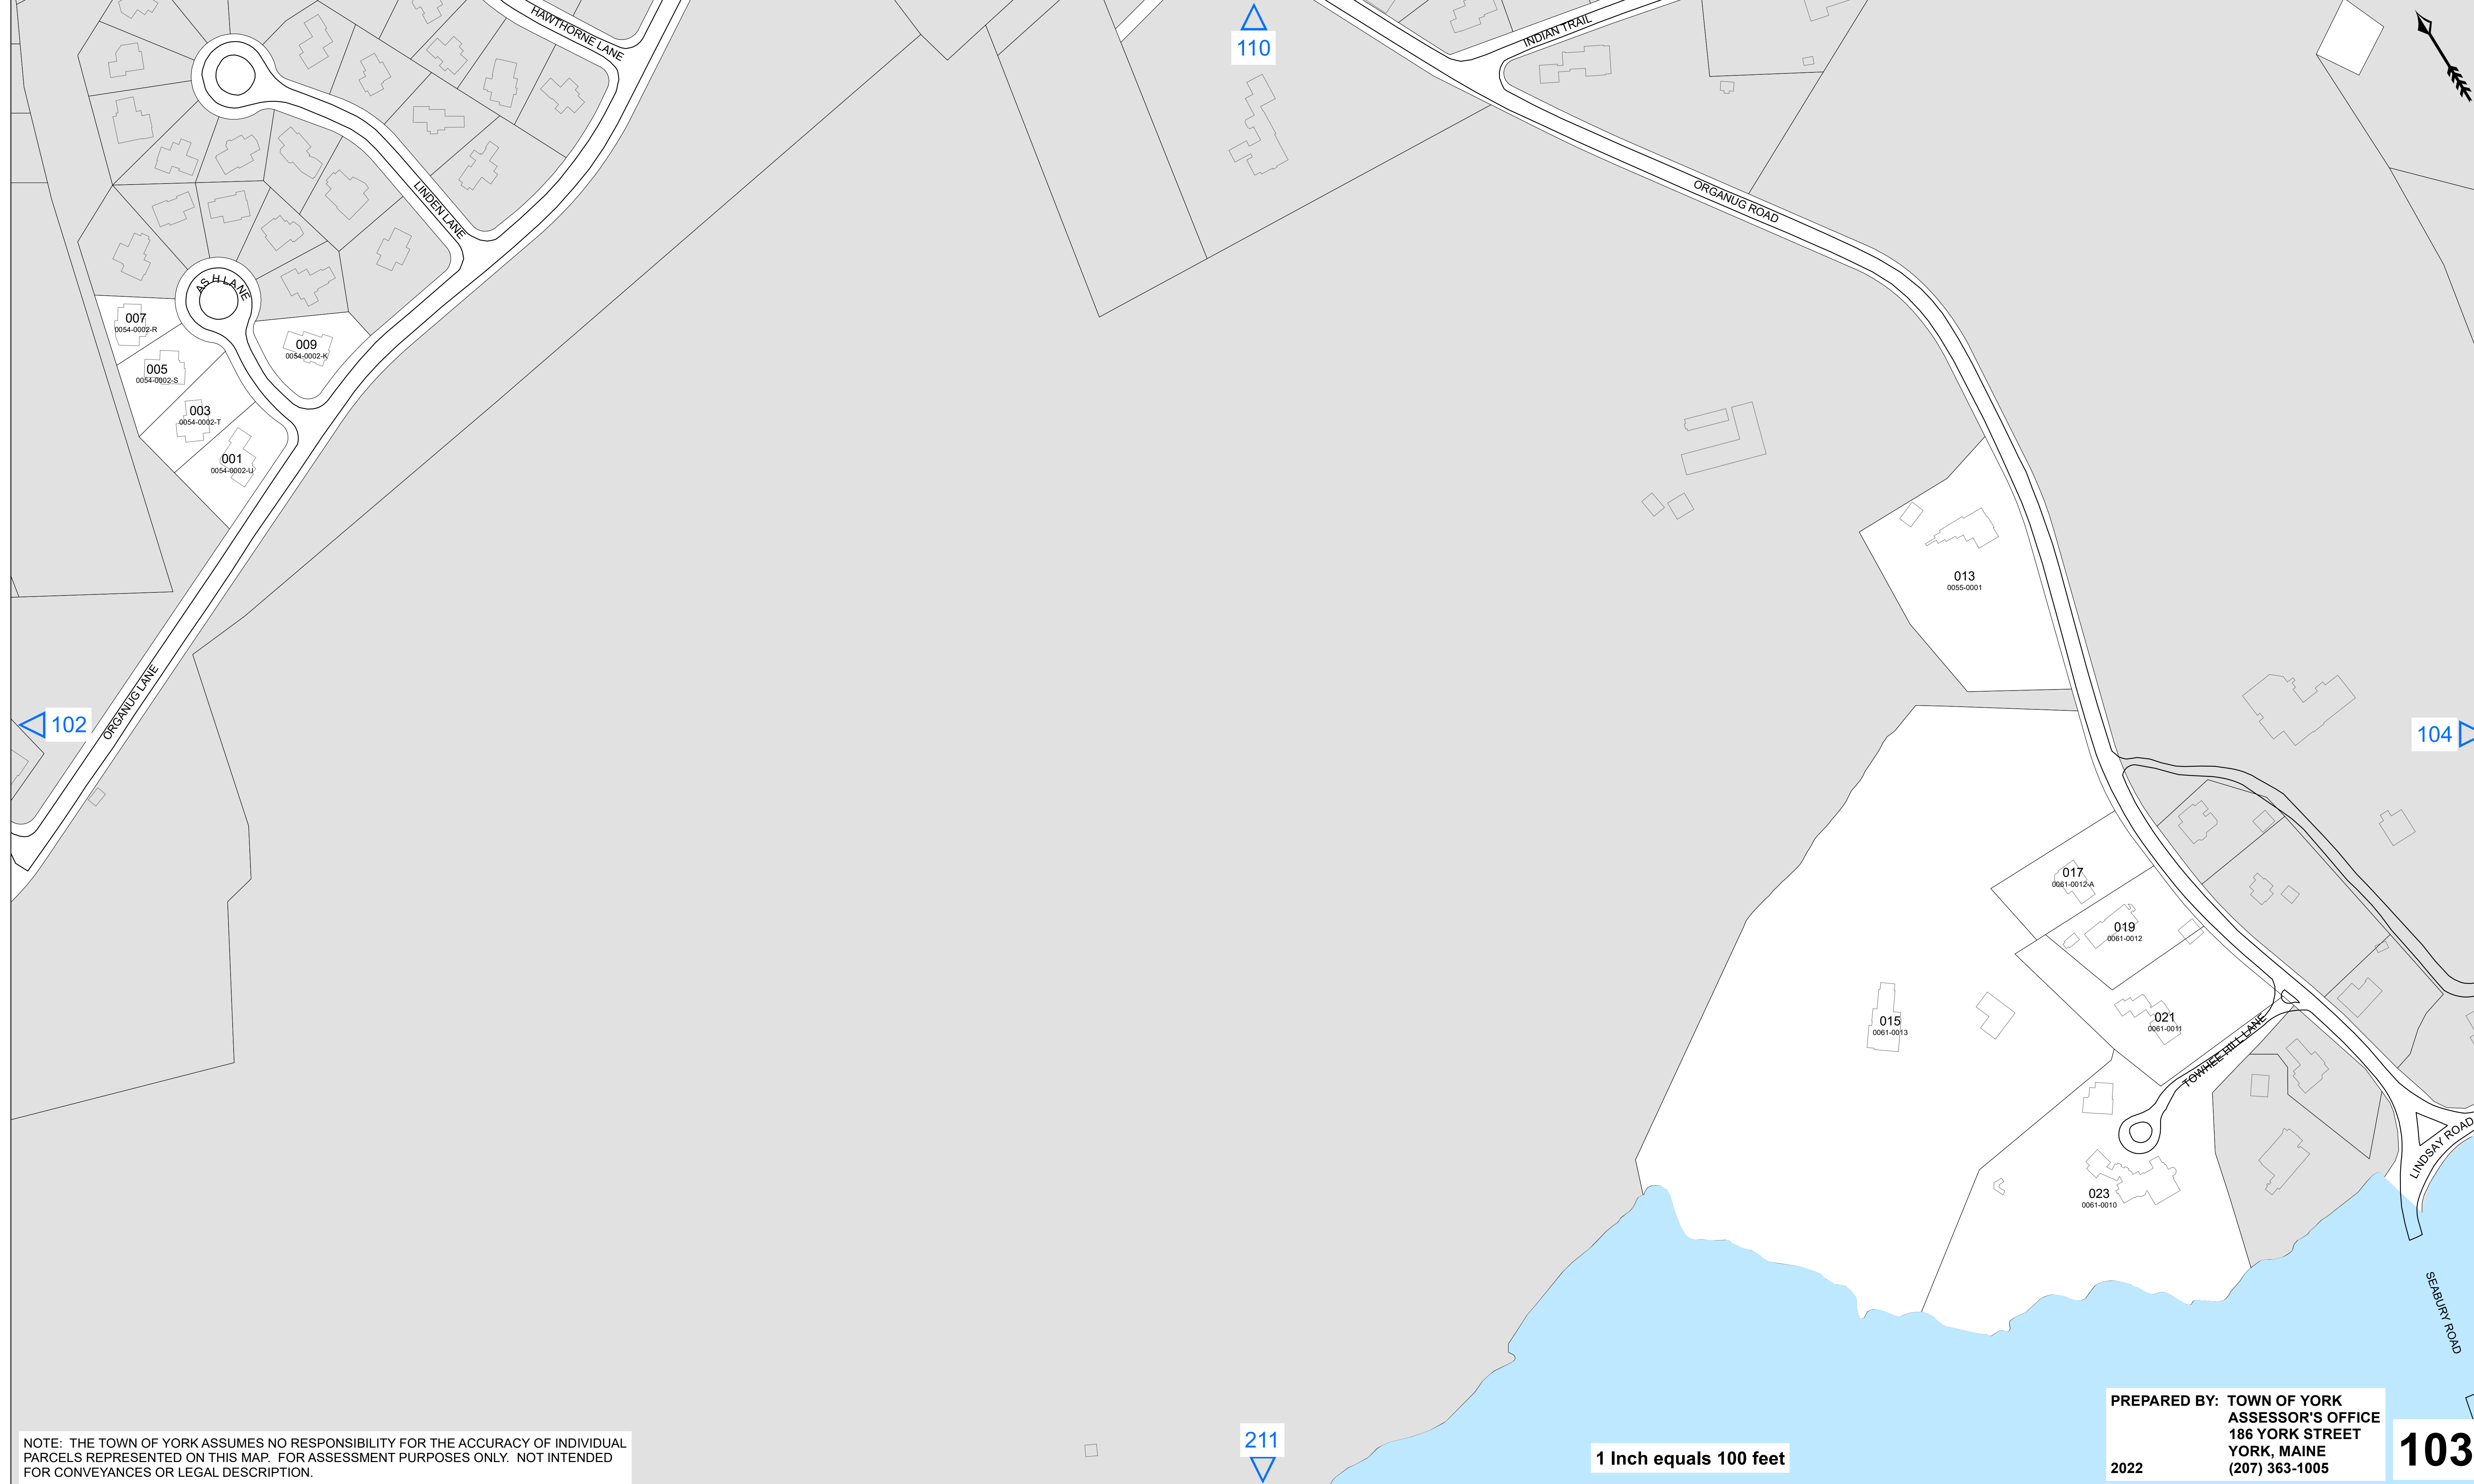 HAWTHORNE LANE
110
INDIAN TRAIL
ORGANUG ROAD
LINDEN LANE
ASH LANE
007
0054-0002-R
009
0054-0002-K
005
0054-0002-S
003
0054-0002-T
001
0054-0002-U
013
0055-0001
ORGANUG LANE
102
104
017
0061-0012-A
019
0061-0012
015
0061-0013
021
0061-0011
TOWHEE HILL LANE
LINDSAY ROAD
023
0061-0010
SEABURY ROAD
NOTE: THE TOWN OF YORK ASSUMES NO RESPONSIBILITY FOR THE ACCURACY OF INDIVIDUAL
PARCELS REPRESENTED ON THIS MAP. FOR ASSESSMENT PURPOSES ONLY. NOT INTENDED
FOR CONVEYANCES OR LEGAL DESCRIPTION.
211
1 Inch equals 100 feet
PREPARED BY: TOWN OF YORK
ASSESSOR'S OFFICE
186 YORK STREET
YORK, MAINE
2022 (207) 363-1005
103